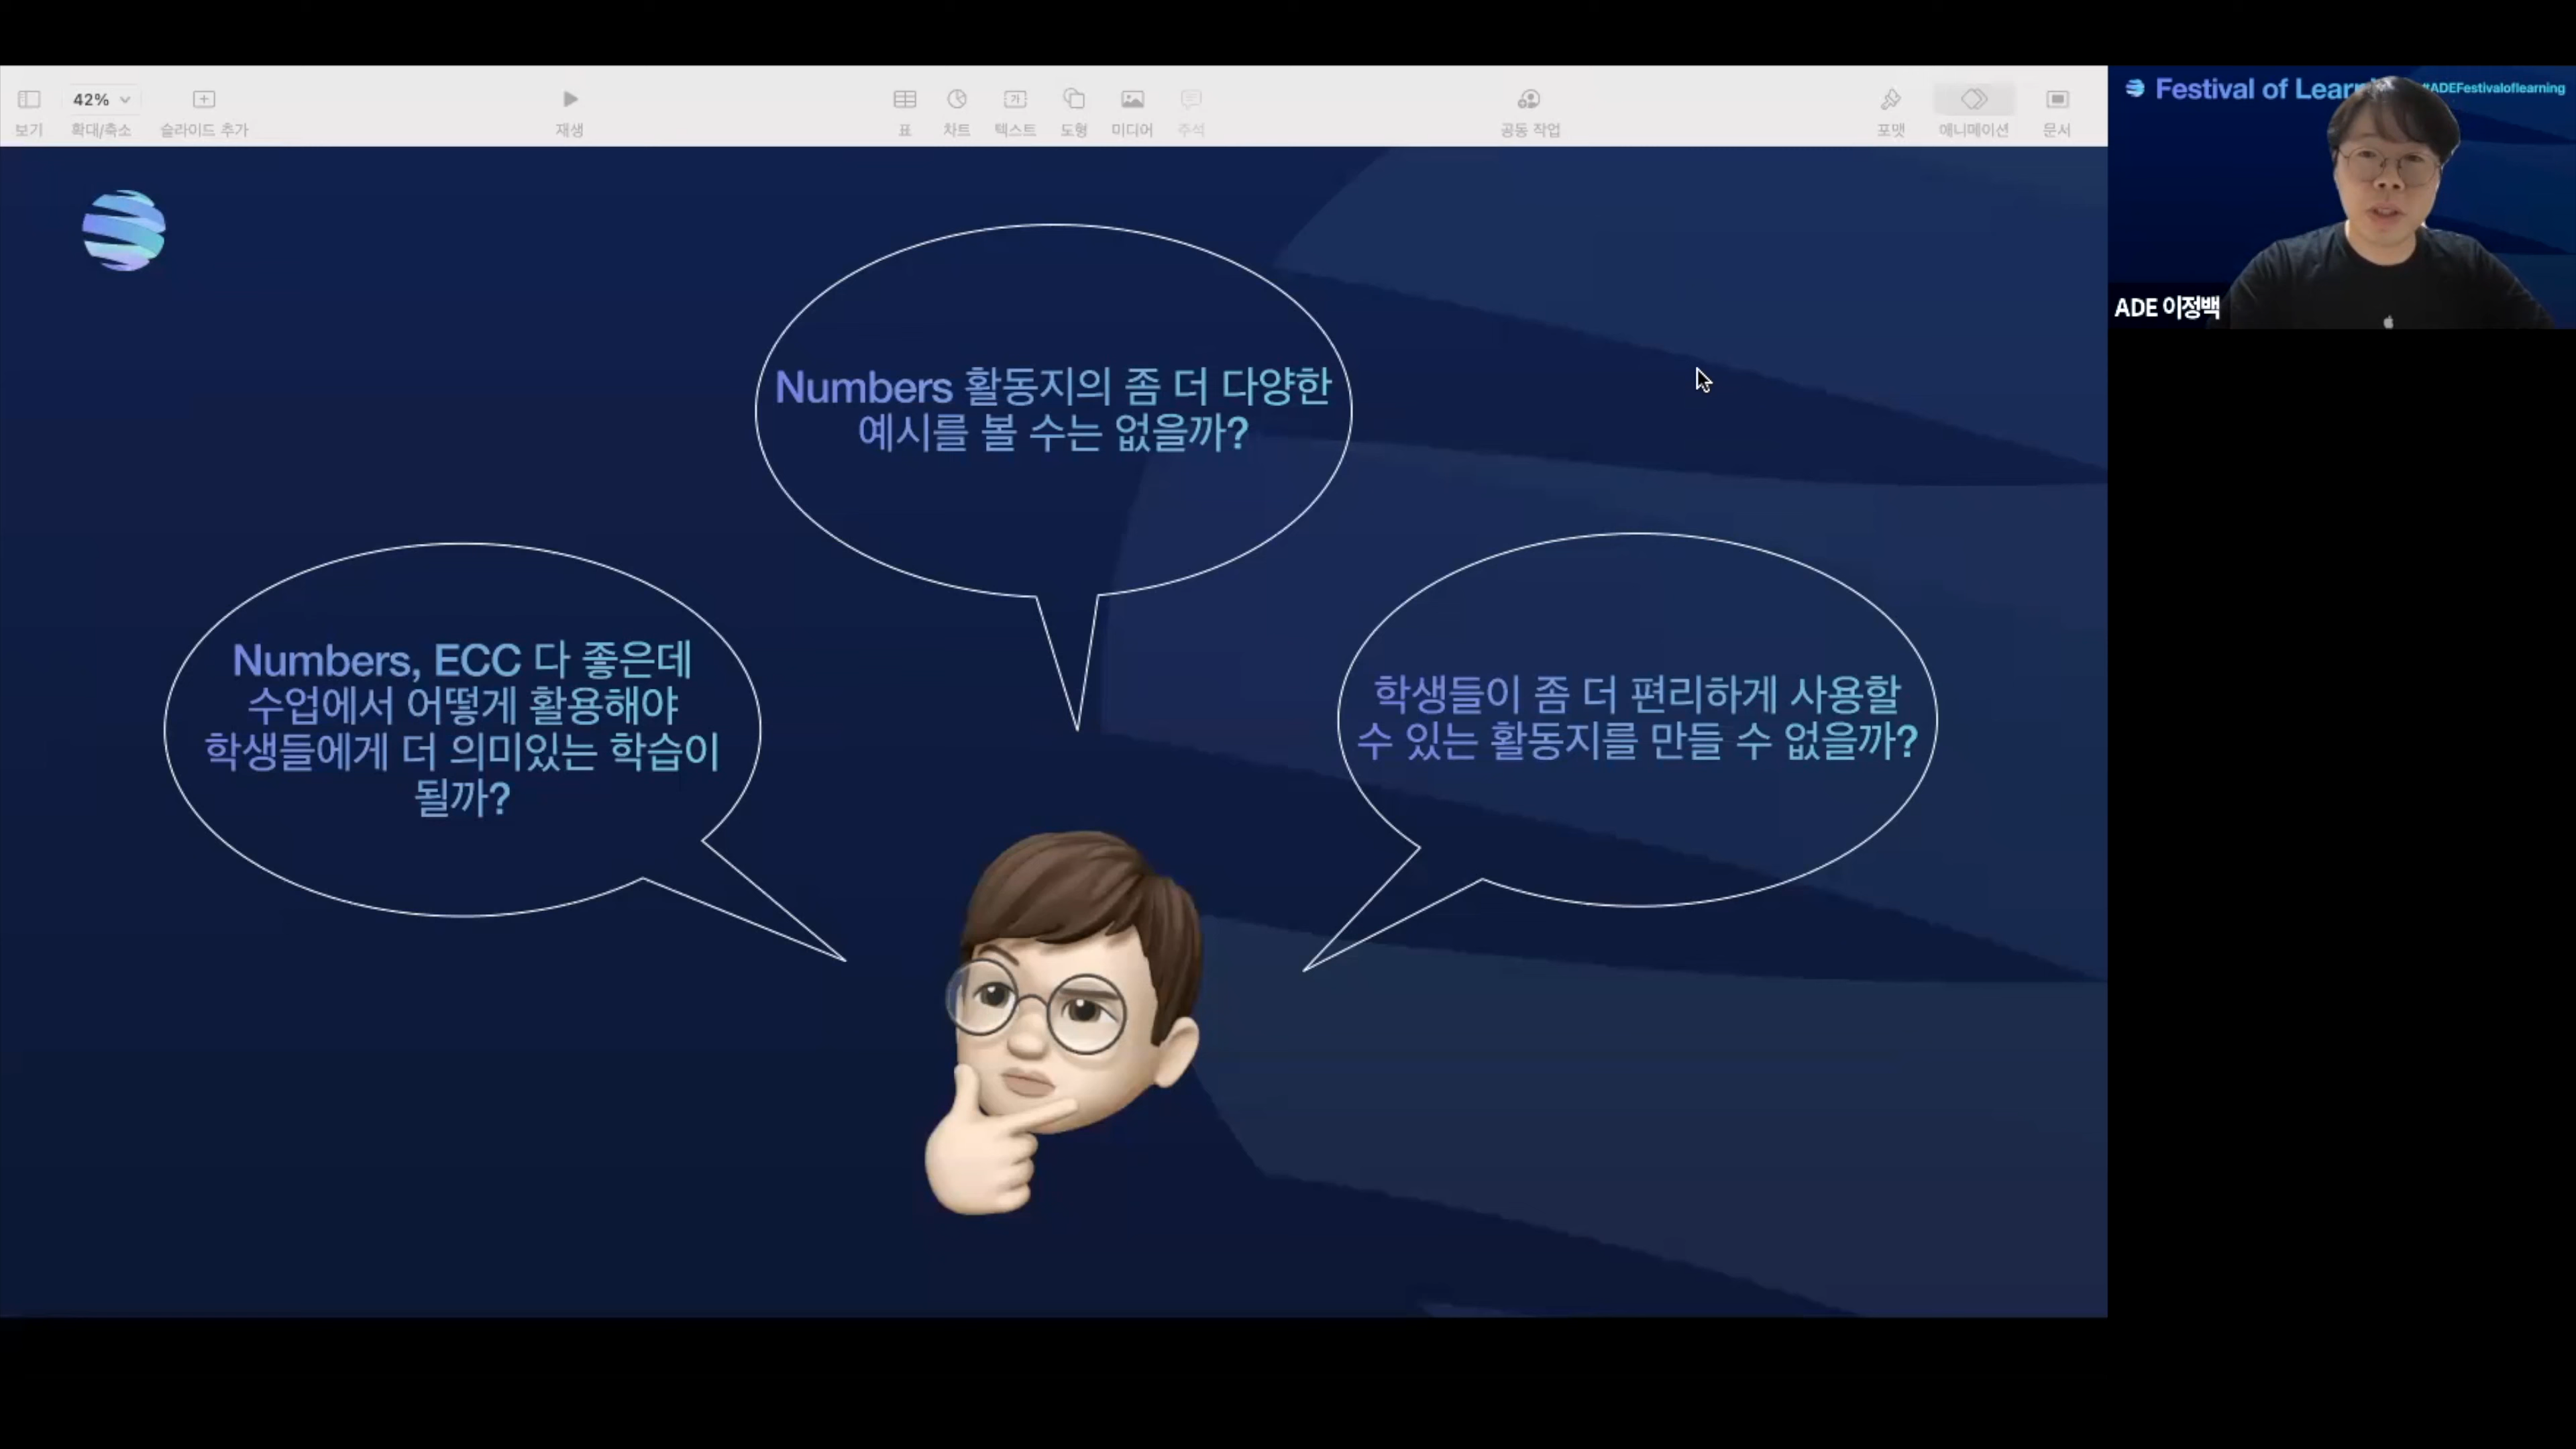 42%
보기
확대/축소
슬라이드 추가
재생
표
차트
텍스트
도형
미디어
주석
공동 작업
포맷
애니메이션
문서
Festival of Lear
#ADEFestivaloflearning
ADE 이정백
Numbers 활동지의 좀 더 다양한
예시를 볼 수는 없을까?
Numbers, ECC 다 좋은데
수업에서 어떻게 활용해야
학생들에게 더 의미있는 학습이
될까?
학생들이 좀 더 편리하게 사용할
수 있는 활동지를 만들 수 없을까?